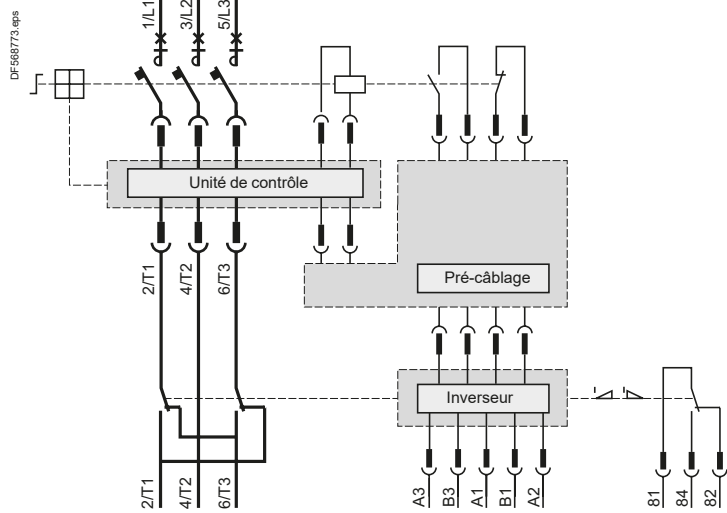 DF568773.eps
1/L1
3/L2
5/L3
Unité de contrôle
2/T1
4/T2
6/T3
Pré-câblage
Inverseur
2/T1
4/T2
6/T3
A3
B3
A1
B1
A2
81
84
82